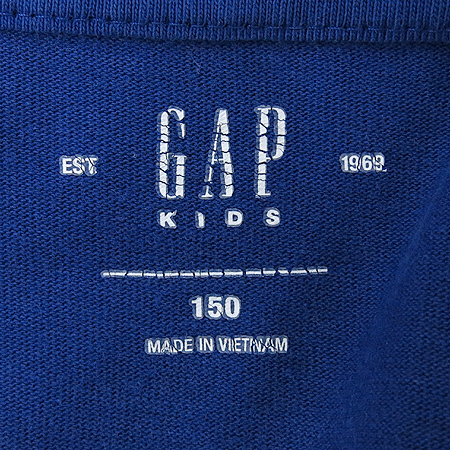 GAP
EST. 1969
KIDS
150
MADE IN VIETNAM